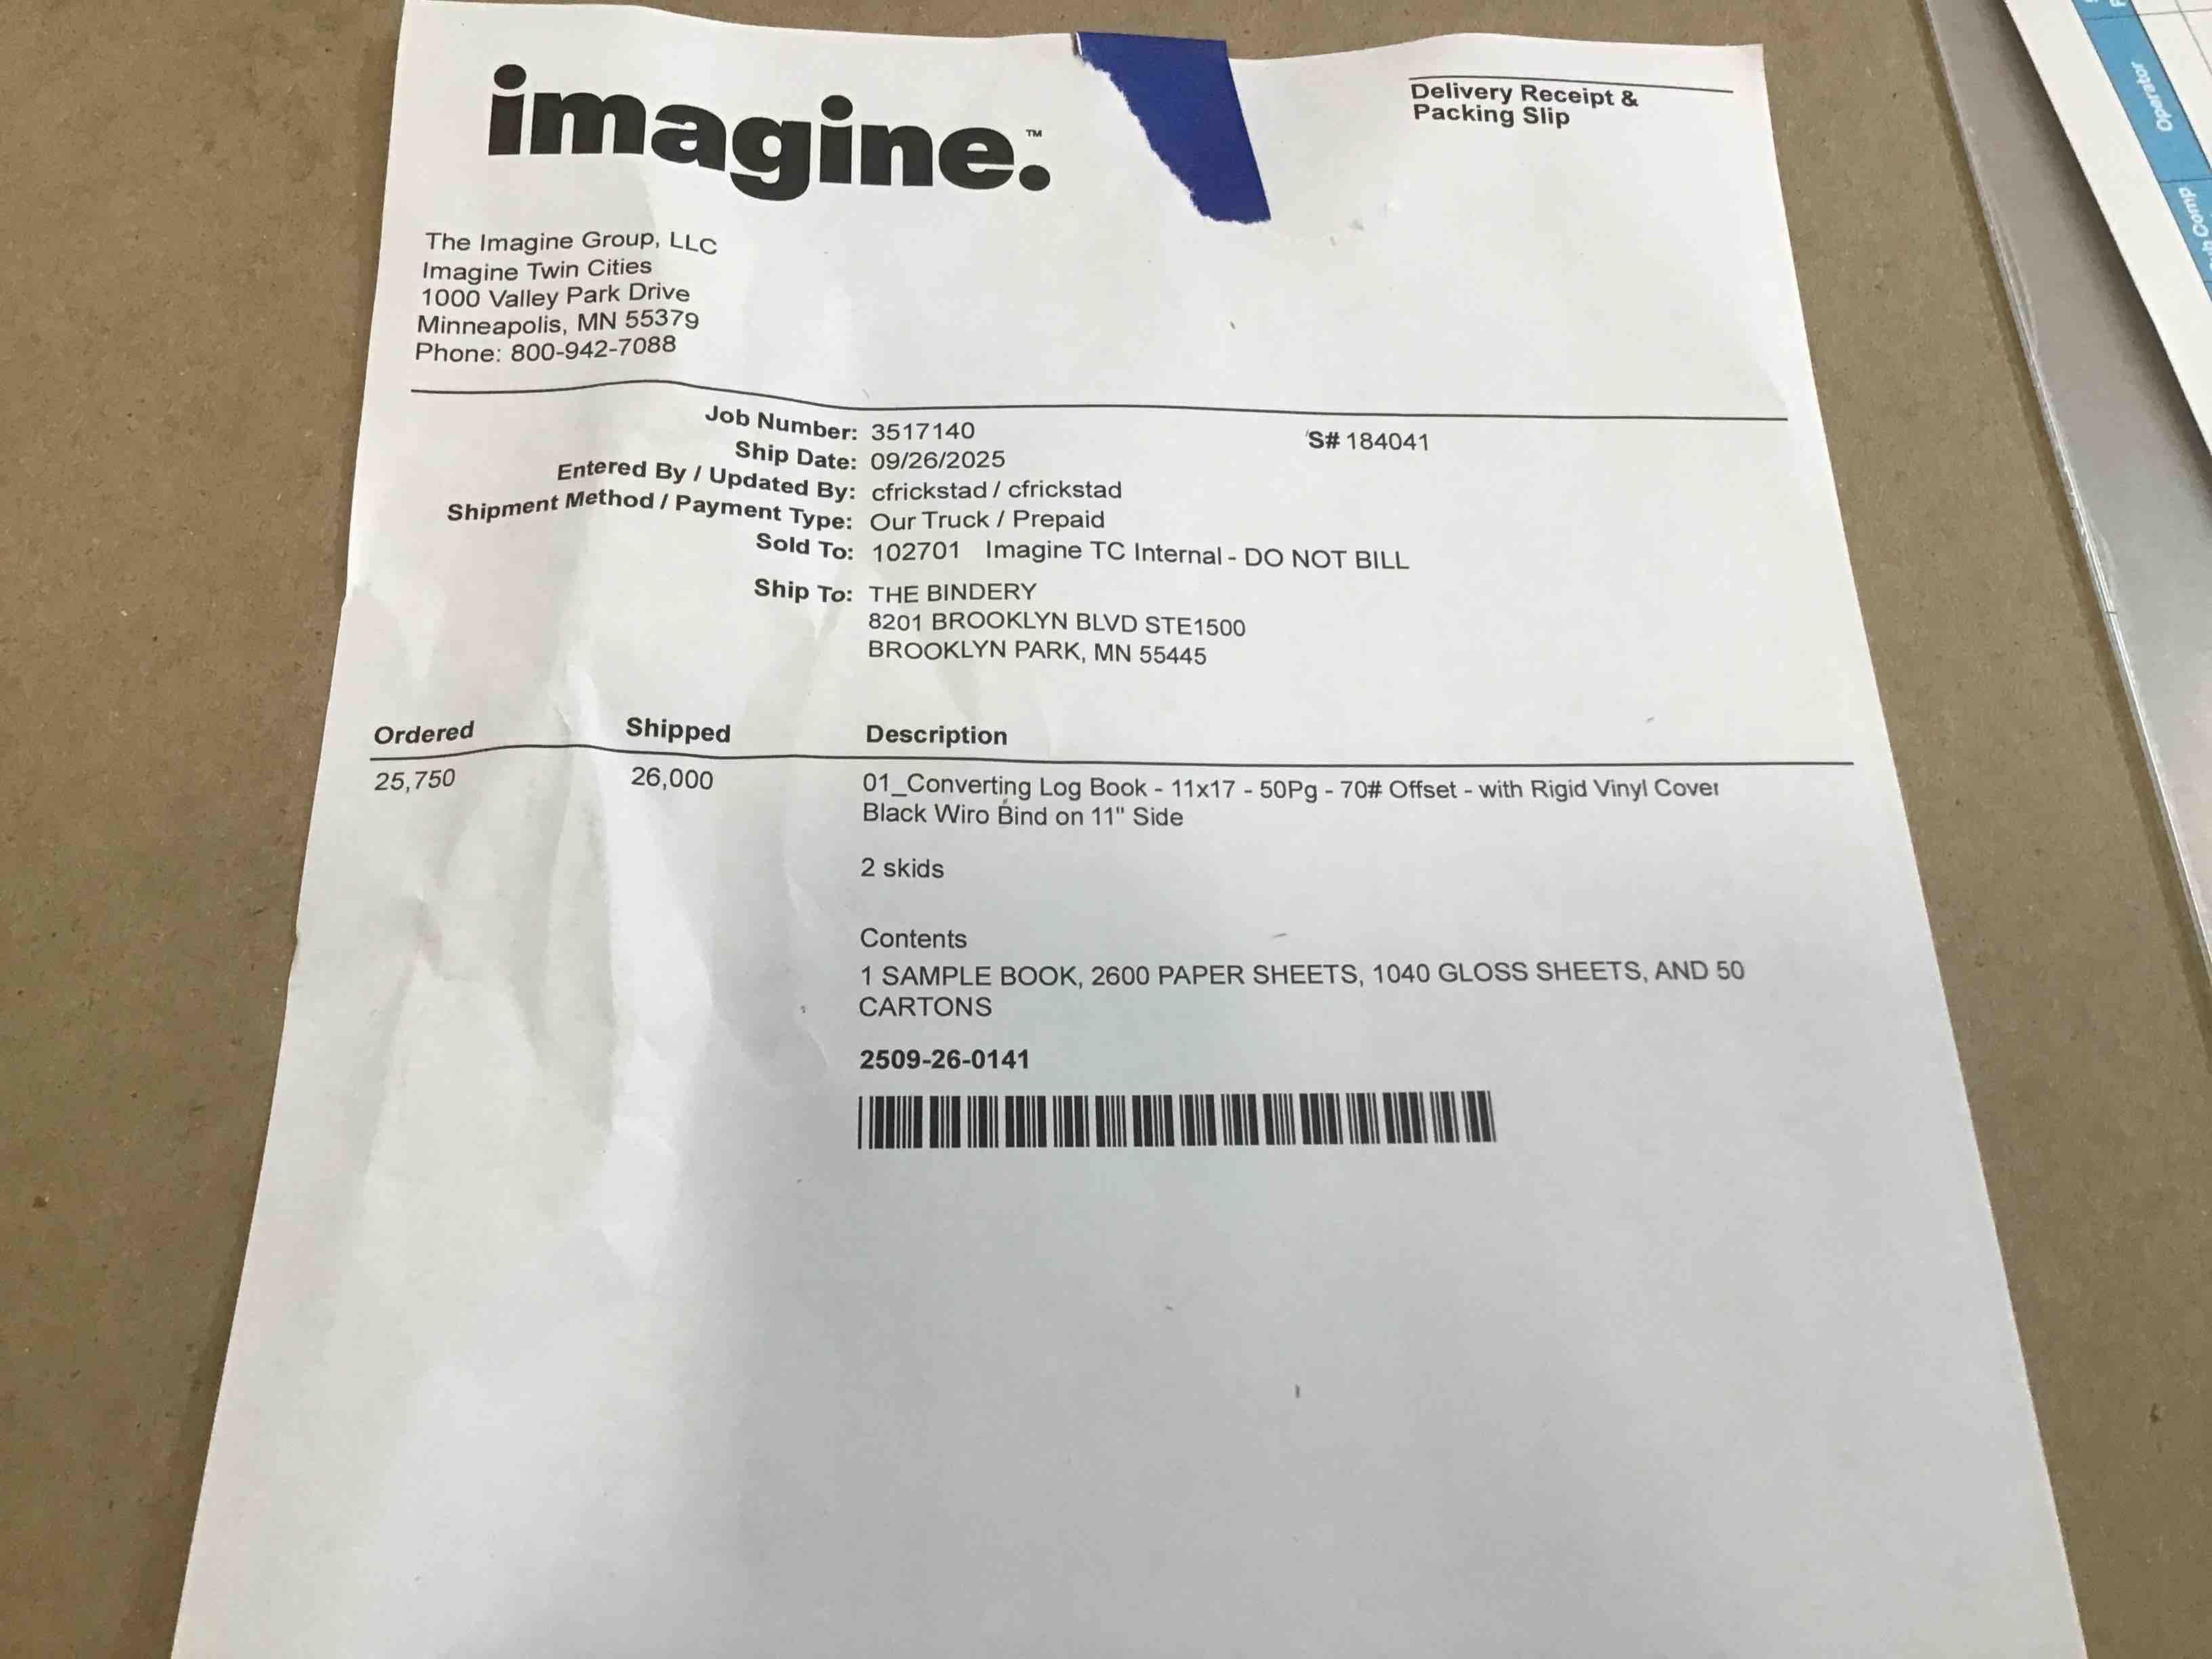 imagine.™
Delivery Receipt &
Packing Slip
The Imagine Group, LLC
Imagine Twin Cities
1000 Valley Park Drive
Minneapolis, MN 55379
Phone: 800-942-7088
Job Number: 3517140
S# 184041
Ship Date: 09/26/2025
Entered By / Updated By: cfrickstad / cfrickstad
Shipment Method / Payment Type: Our Truck / Prepaid
Sold To: 102701 Imagine TC Internal - DO NOT BILL
Ship To: THE BINDERY
8201 BROOKLYN BLVD STE1500
BROOKLYN PARK, MN 55445
Ordered Shipped Description
25,750 26,000 01_Converting Log Book - 11x17 - 50Pg - 70# Offset - with Rigid Vinyl Cover
Black Wiro Bind on 11" Side
2 skids
Contents
1 SAMPLE BOOK, 2600 PAPER SHEETS, 1040 GLOSS SHEETS, AND 50
CARTONS
2509-26-0141
Operator
Comp